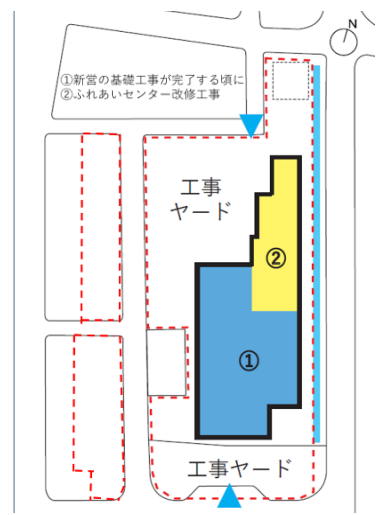 N
①新営の基礎工事が完了する頃に
②ふれあいセンター改修工事
工事
ヤード
②
①
工事ヤード